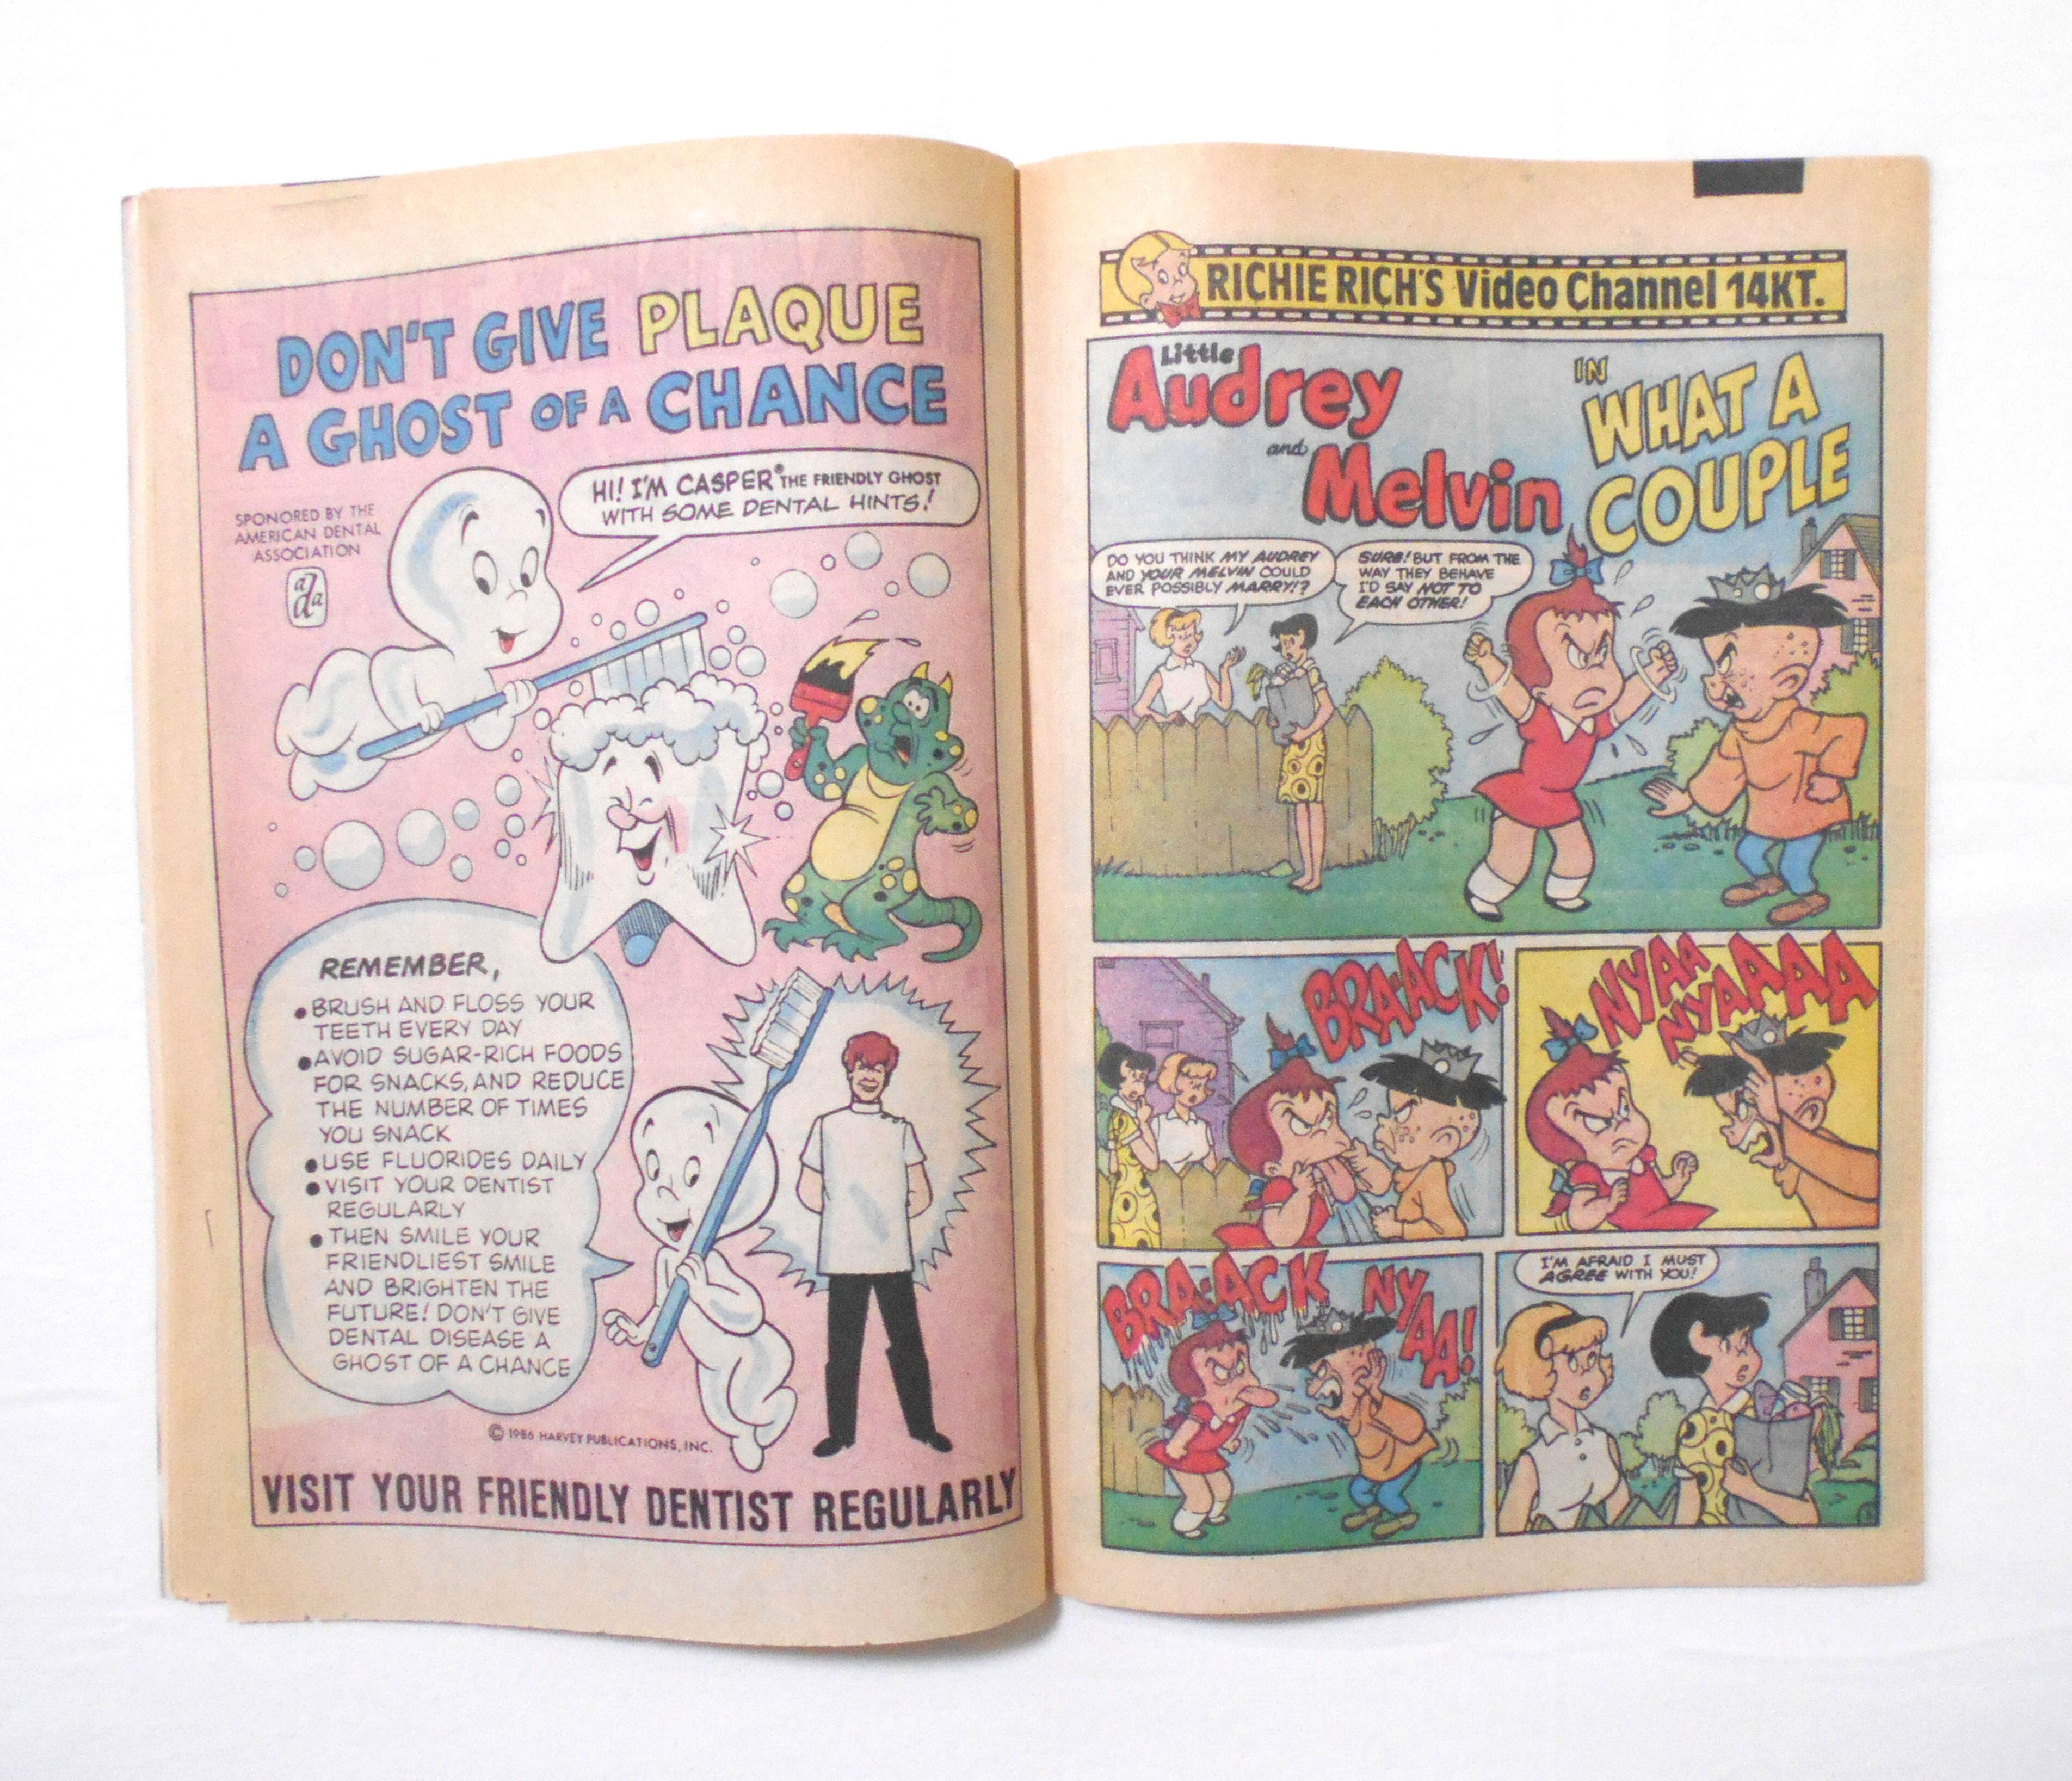 DON'T GIVE PLAQUE
A GHOST OF A CHANCE
HI! I'M CASPER® THE FRIENDLY GHOST
WITH SOME DENTAL HINTS!
SPONORED BY THE
AMERICAN DENTAL
ASSOCIATION
ada
REMEMBER,
•BRUSH AND FLOSS YOUR
TEETH EVERY DAY
•AVOID SUGAR-RICH FOODS
FOR SNACKS, AND REDUCE
THE NUMBER OF TIMES
YOU SNACK
•USE FLUORIDES DAILY
•VISIT YOUR DENTIST
REGULARLY
•THEN SMILE YOUR
FRIENDLIEST SMILE
AND BRIGHTEN THE
FUTURE! DON'T GIVE
DENTAL DISEASE A
GHOST OF A CHANCE
© 1986 HARVEY PUBLICATIONS, INC.
VISIT YOUR FRIENDLY DENTIST REGULARLY
RICHIE RICH'S Video Channel 14KT.
Little
Audrey
and
Melvin
IN
WHAT A
COUPLE
DO YOU THINK MY AUDREY
AND YOUR MELVIN COULD
EVER POSSIBLY MARRY!?
SURE! BUT FROM THE
WAY THEY BEHAVE
I'D SAY NOT TO
EACH OTHER!
BRA-ACK!
NYAA
NYAAAAA
BRA-ACK
NYAA!
I'M AFRAID I MUST
AGREE WITH YOU!